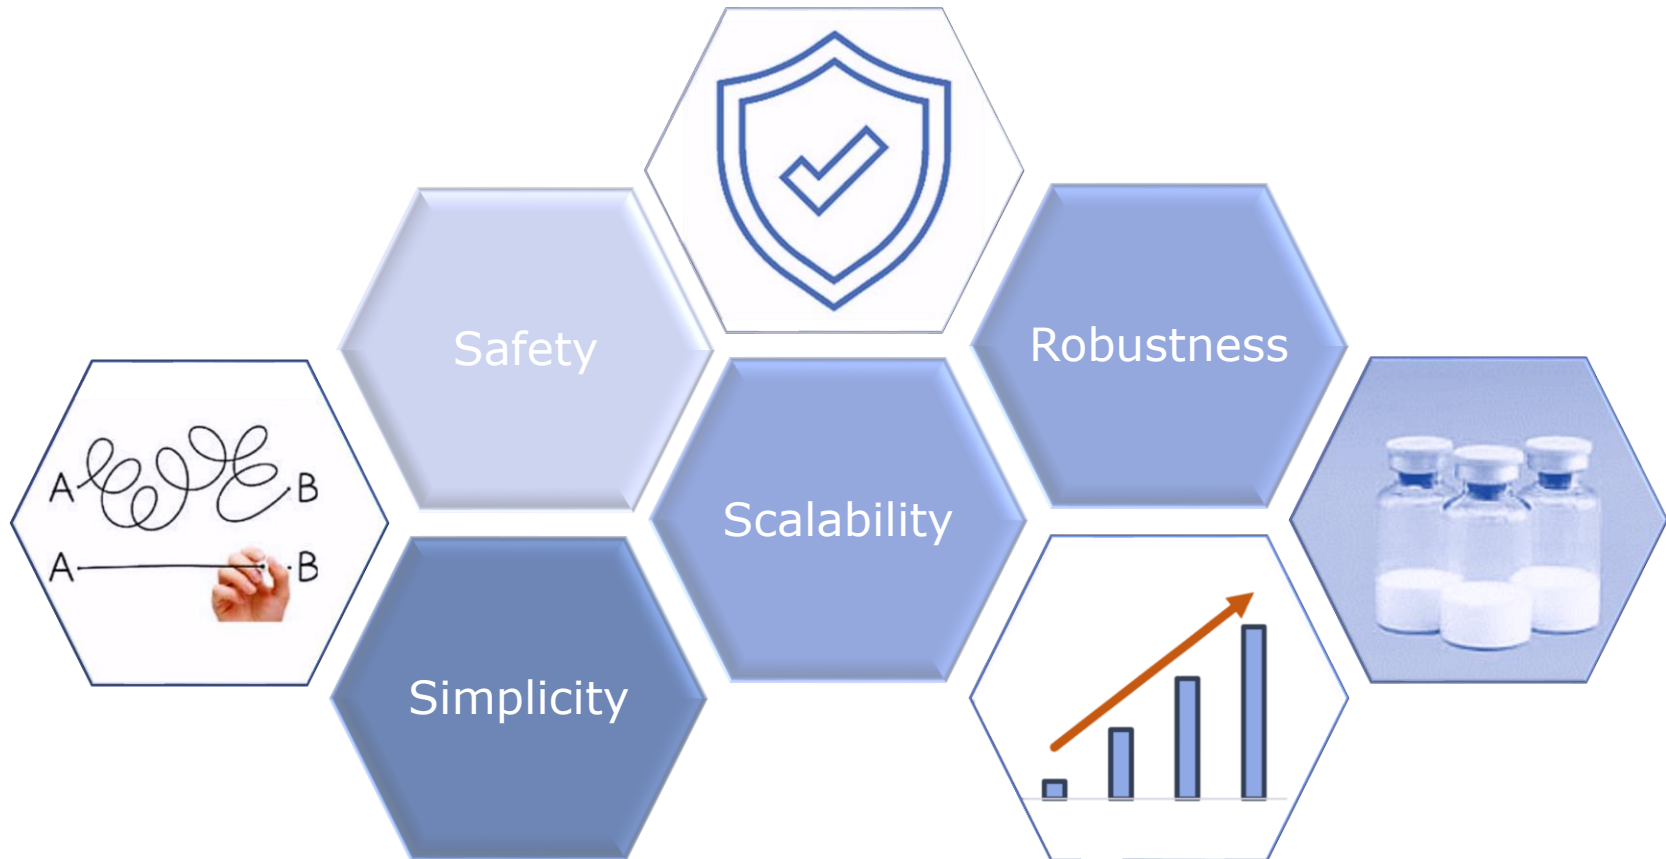 Safety
Robustness
A B
Scalability
A B
Simplicity